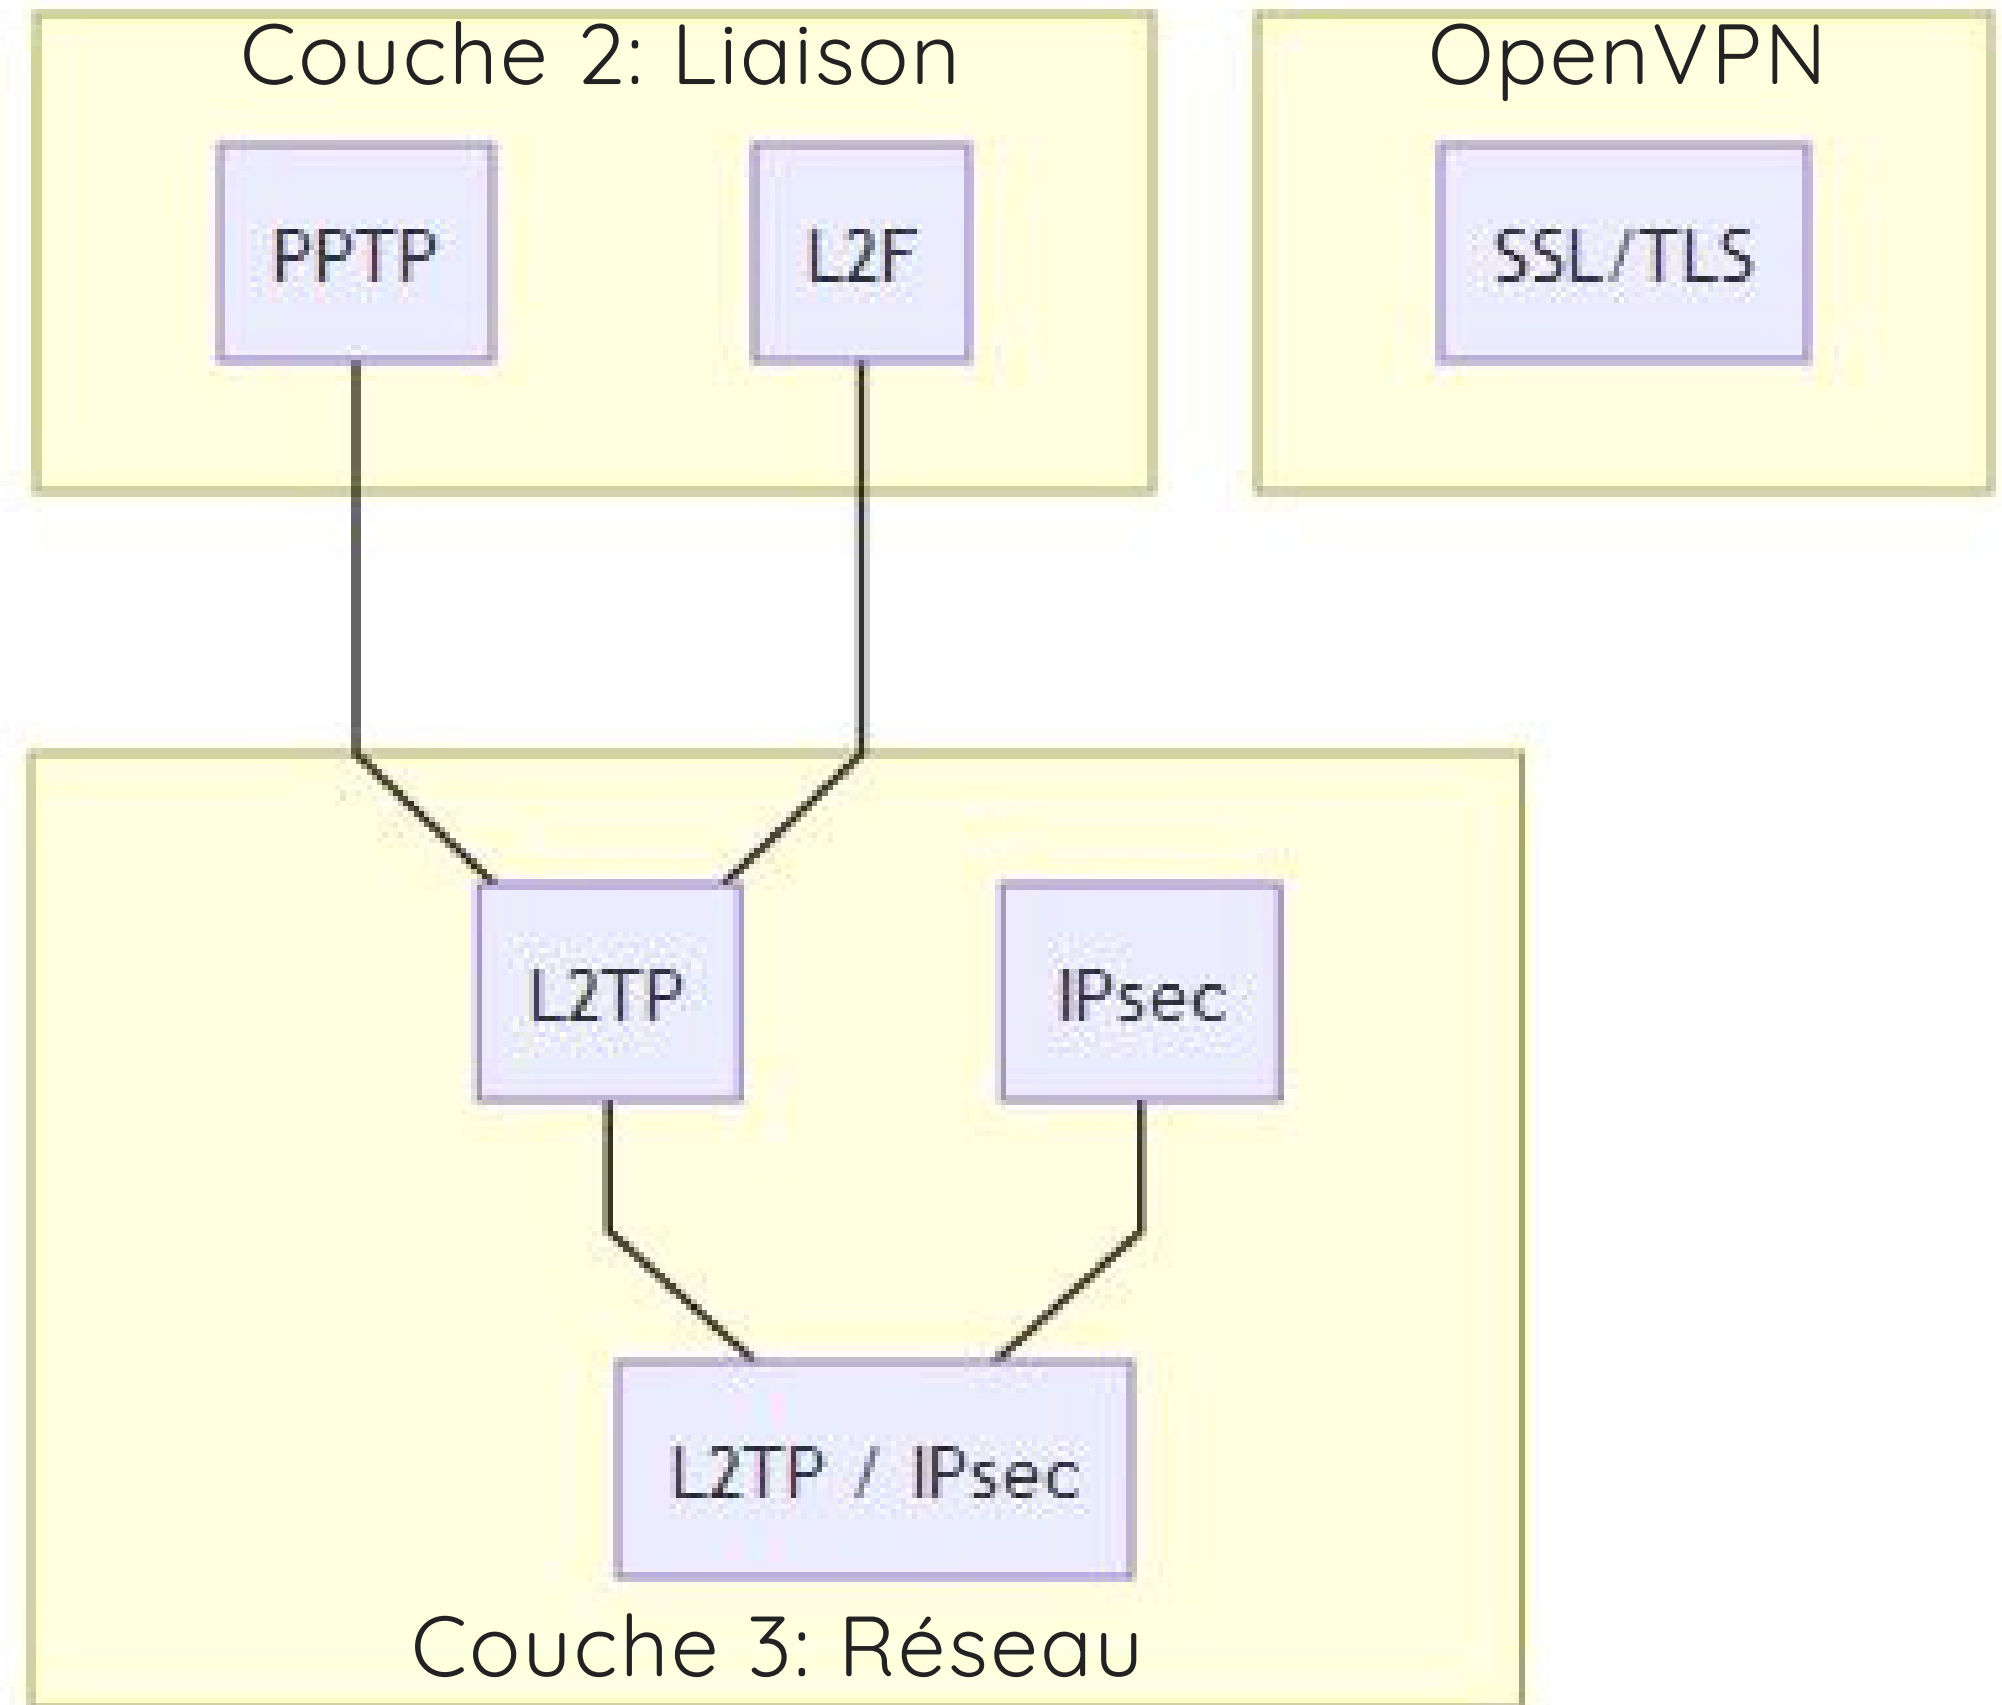 Couche 2: Liaison
OpenVPN
PPTP
L2F
SSL/TLS
L2TP
IPsec
L2TP / IPsec
Couche 3: Réseau